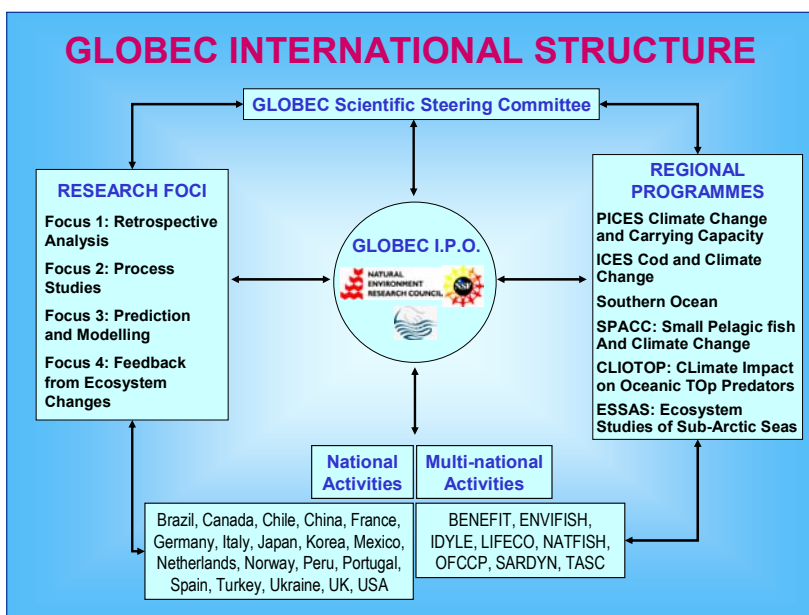 GLOBEC INTERNATIONAL STRUCTURE
GLOBEC Scientific Steering Committee
RESEARCH FOCI
Focus 1: Retrospective
Analysis
Focus 2: Process
Studies
Focus 3: Prediction
and Modelling
Focus 4: Feedback
from Ecosystem
Changes
GLOBEC I.P.O.
NATURAL
ENVIRONMENT
RESEARCH COUNCIL
NSF
REGIONAL
PROGRAMMES
PICES Climate Change
and Carrying Capacity
ICES Cod and Climate
Change
Southern Ocean
SPACC: Small Pelagic fish
And Climate Change
CLIOTOP: CLimate Impact
on Oceanic TOp Predators
ESSAS: Ecosystem
Studies of Sub-Arctic Seas
National
Activities
Brazil, Canada, Chile, China, France,
Germany, Italy, Japan, Korea, Mexico,
Netherlands, Norway, Peru, Portugal,
Spain, Turkey, Ukraine, UK, USA
Multi-national
Activities
BENEFIT, ENVIFISH,
IDYLE, LIFECO, NATFISH,
OFCCP, SARDYN, TASC